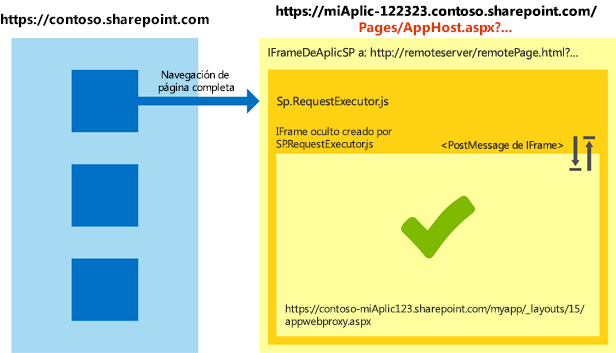 https://contoso.sharepoint.com
https://miAplic-122323.contoso.sharepoint.com/
Pages/AppHost.aspx?...
IFrameDeAplicSP a: http://remoteserver/remotePage.html?...
Navegación de
página completa
Sp.RequestExecutor.js
IFrame oculto creado por
SP.RequestExecutor.js
<PostMessage de IFrame>
https://contoso-miAplic123.sharepoint.com/myapp/_layouts/15/
appwebproxy.aspx